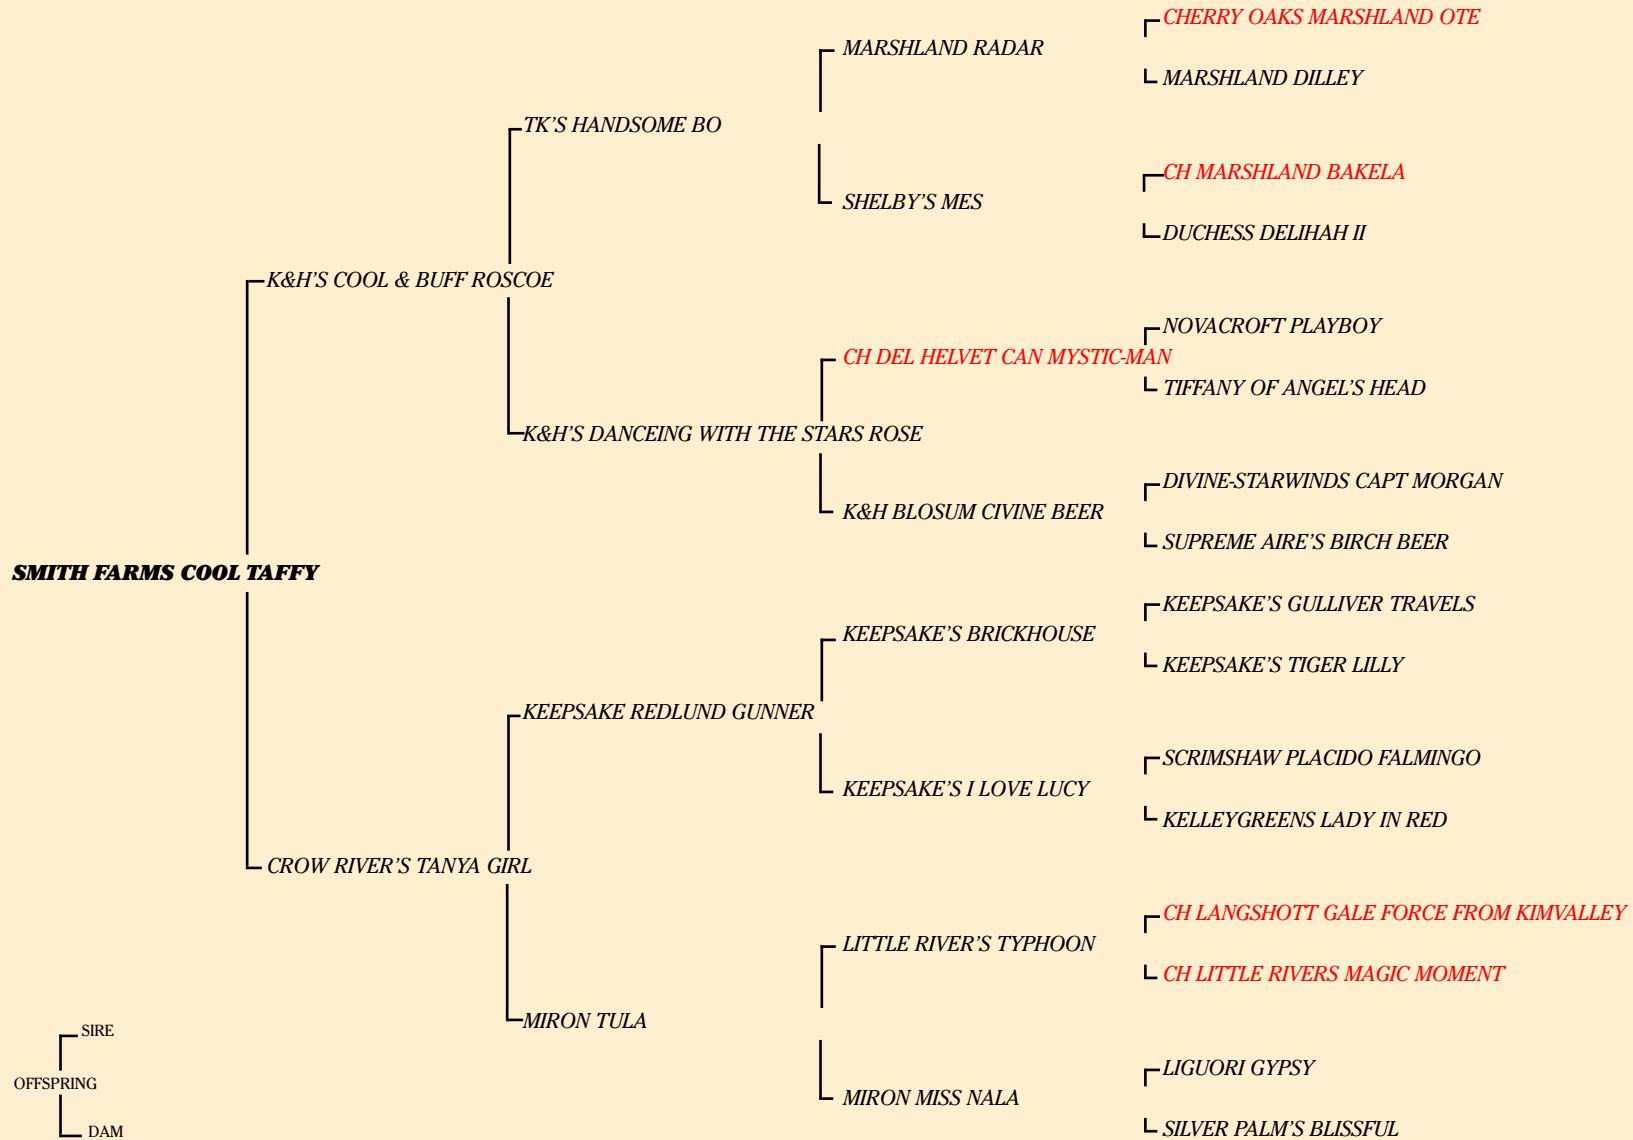 CHERRY OAKS MARSHLAND OTE
MARSHLAND RADAR
MARSHLAND DILLEY
TK'S HANDSOME BO
CH MARSHLAND BAKELA
SHELBY'S MES
DUCHESS DELIHAH II
K&H'S COOL & BUFF ROSCOE
NOVACROFT PLAYBOY
CH DEL HELVET CAN MYSTIC-MAN
TIFFANY OF ANGEL'S HEAD
K&H'S DANCEING WITH THE STARS ROSE
DIVINE-STARWINDS CAPT MORGAN
K&H BLOSUM CIVINE BEER
SUPREME AIRE'S BIRCH BEER
SMITH FARMS COOL TAFFY
KEEPSAKE'S GULLIVER TRAVELS
KEEPSAKE'S BRICKHOUSE
KEEPSAKE'S TIGER LILLY
KEEPSAKE REDLUND GUNNER
SCRIMSHAW PLACIDO FALMINGO
KEEPSAKE'S I LOVE LUCY
KELLEYGREENS LADY IN RED
CROW RIVER'S TANYA GIRL
CH LANGSHOTT GALE FORCE FROM KIMVALLEY
LITTLE RIVER'S TYPHOON
CH LITTLE RIVERS MAGIC MOMENT
MIRON TULA
LIGUORI GYPSY
MIRON MISS NALA
SILVER PALM'S BLISSFUL
SIRE
OFFSPRING
DAM